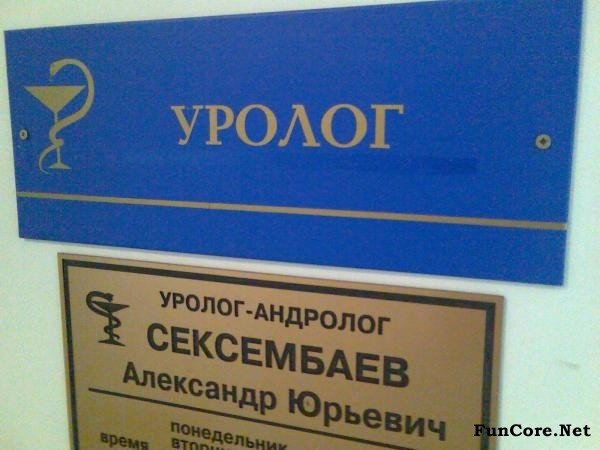 УРОЛОГ
УРОЛОГ-АНДРОЛОГ
СЕКСЕМБАЕВ
Александр Юрьевич
понедельник
время
FunCore.Net